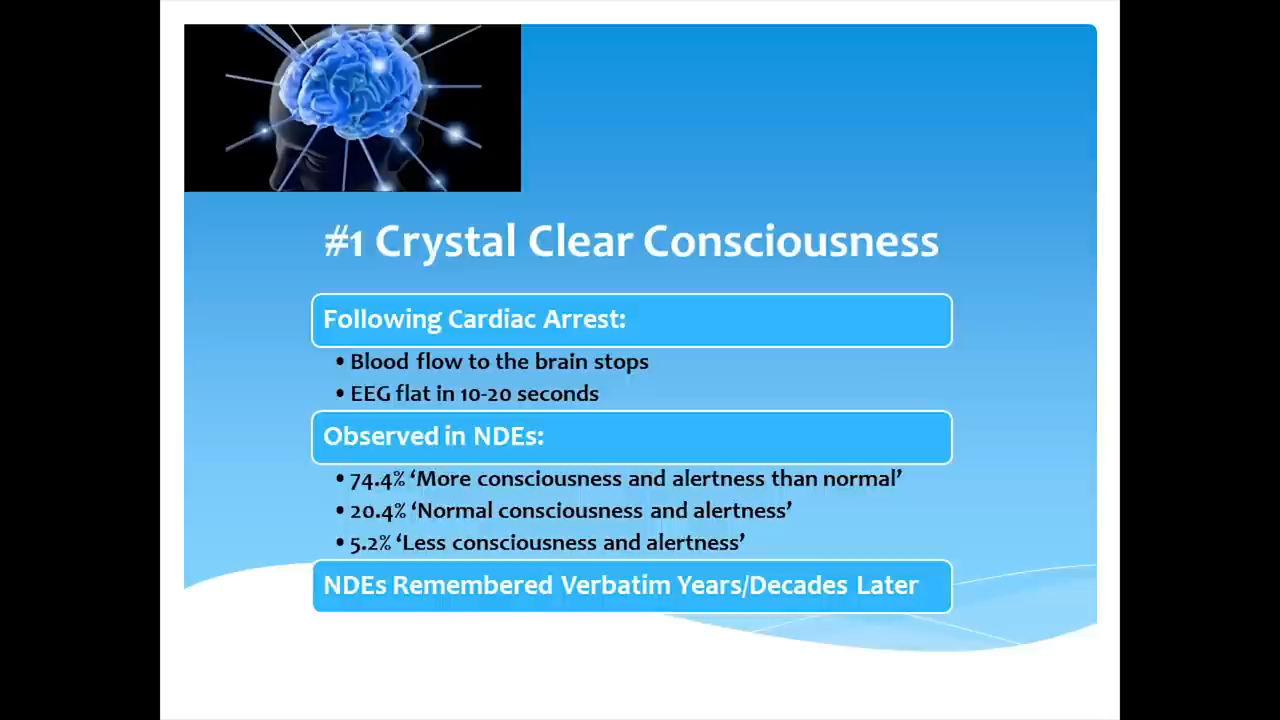 #1 Crystal Clear Consciousness
Following Cardiac Arrest:
• Blood flow to the brain stops
• EEG flat in 10-20 seconds
Observed in NDEs:
• 74.4% ‘More consciousness and alertness than normal’
• 20.4% ‘Normal consciousness and alertness’
• 5.2% ‘Less consciousness and alertness’
NDEs Remembered Verbatim Years/Decades Later